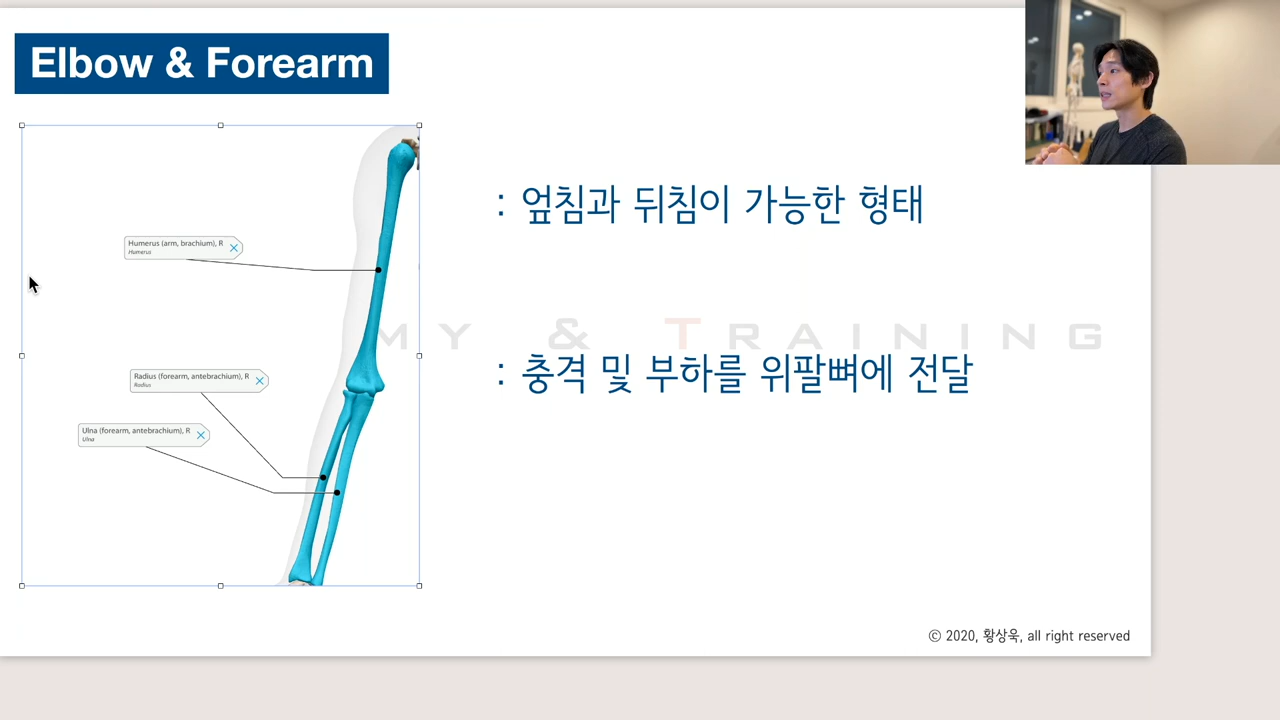 Elbow & Forearm
: 엎침과 뒤침이 가능한 형태
Humerus (arm, brachium), R
Humerus
MY & TRAINING
: 충격 및 부하를 위팔뼈에 전달
Radius (forearm, antebrachium), R
Radius
Ulna (forearm, antebrachium), R
Ulna
© 2020, 황상욱, all right reserved